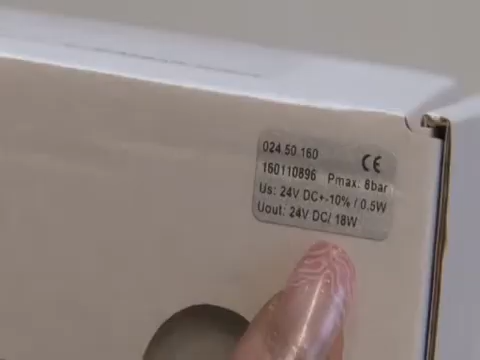 024 50 160 CE
160110896 Pmax: 8bar
Us: 24V DC+-10% / 0.5W
Uout: 24V DC/ 18W